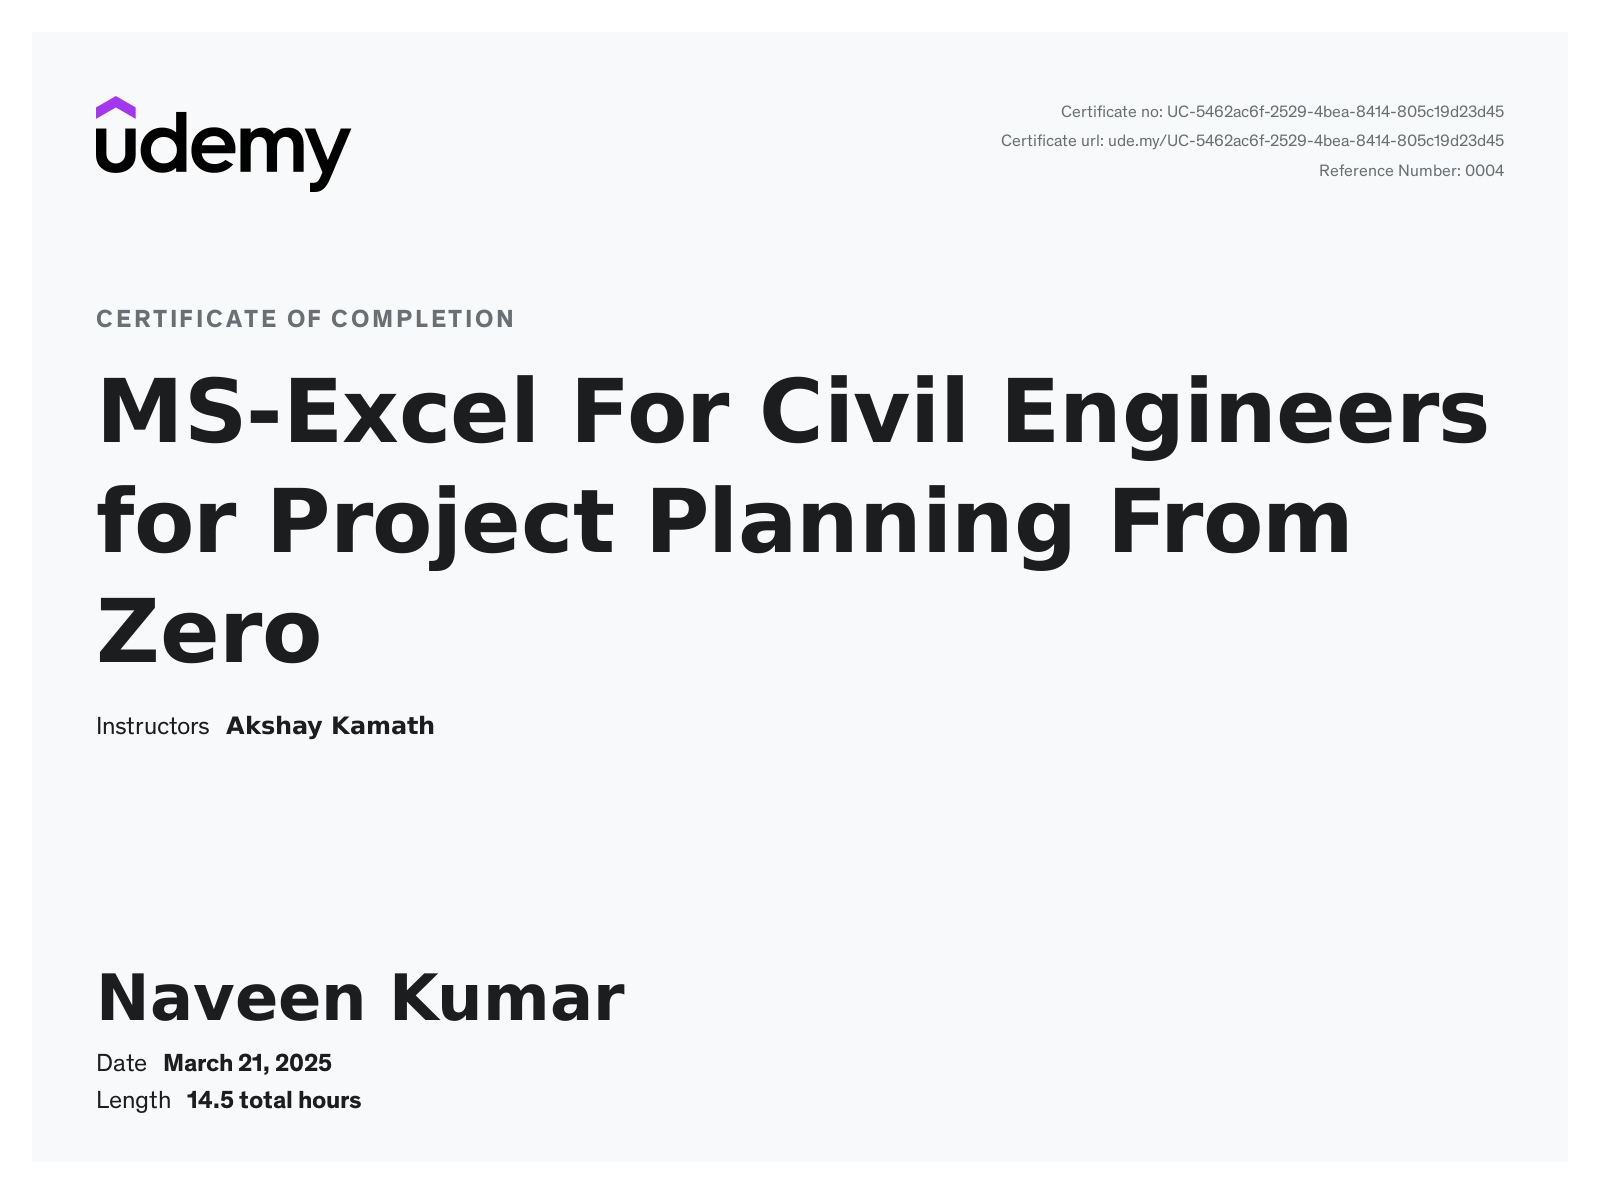 udemy
Certificate no: UC-5462ac6f-2529-4bea-8414-805c19d23d45
Certificate url: ude.my/UC-5462ac6f-2529-4bea-8414-805c19d23d45
Reference Number: 0004
CERTIFICATE OF COMPLETION
MS-Excel For Civil Engineers
for Project Planning From
Zero
Instructors Akshay Kamath
Naveen Kumar
Date March 21, 2025
Length 14.5 total hours